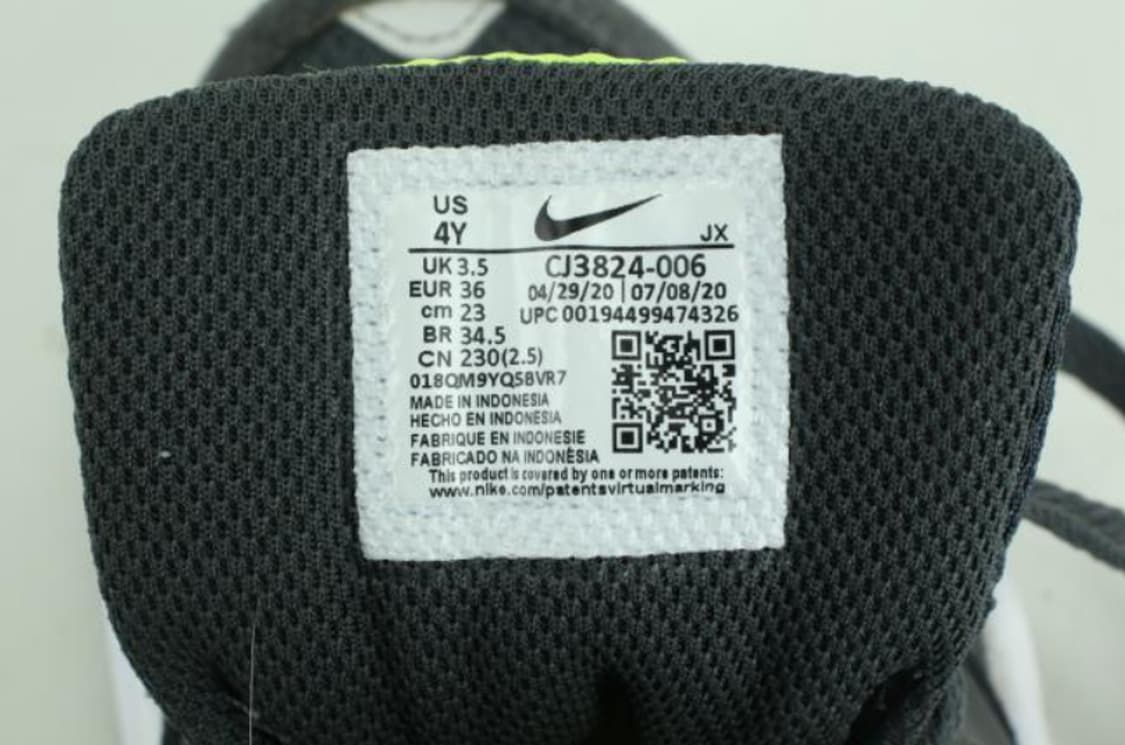 US
4Y
JX
UK 3.5
EUR 36
cm 23
BR 34.5
CN 230(2.5)
CJ3824-006
04/29/20 | 07/08/20
UPC 00194499474326
018QM9YQSBVR7
MADE IN INDONESIA
HECHO EN INDONESIA
FABRIQUE EN INDONESIE
FABRICADO NA INDONÉSIA
This product is covered by one or more patents:
www.nike.com/patentsvirtualmarking